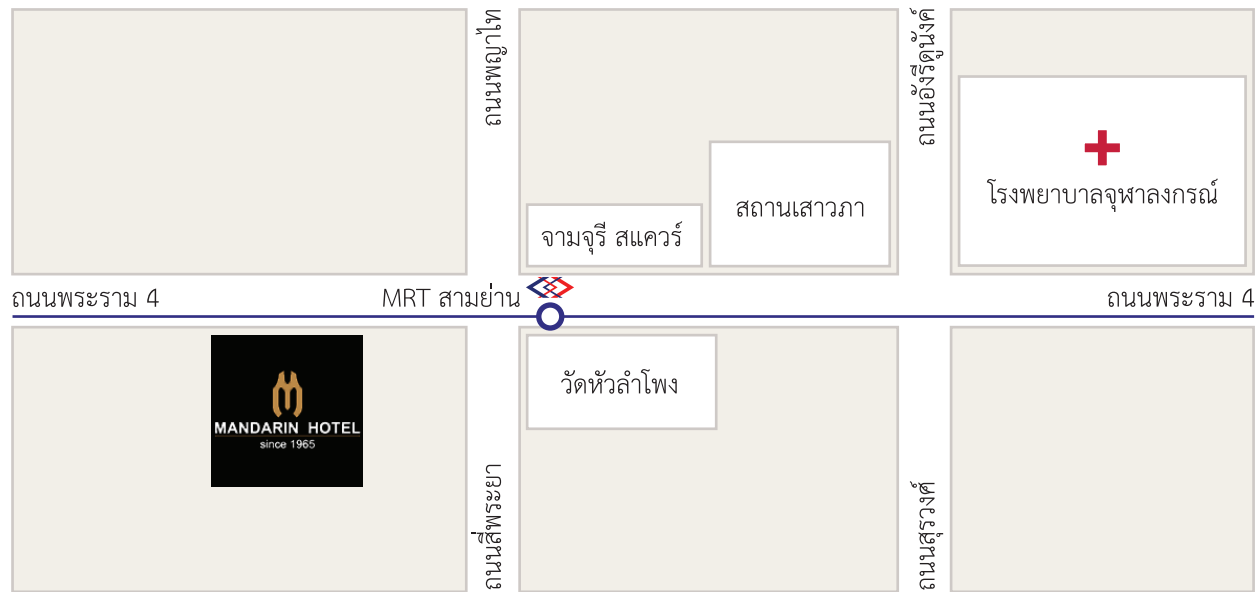 ถนนพญาไท
ถนนอังรีดูนังต์
สถานเสาวภา
โรงพยาบาลจุฬาลงกรณ์
จามจุรี สแควร์
ถนนพระราม 4
MRT สามย่าน
ถนนพระราม 4
วัดหัวลำโพง
MANDARIN HOTEL
since 1965
ถนนสี่พระยา
ถนนสุรวงศ์